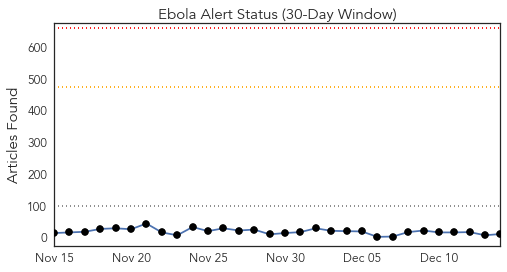 Ebola Alert Status (30-Day Window)
Articles Found
600
500
400
300
200
100
0
Nov 15 Nov 20 Nov 25 Nov 30 Dec 05 Dec 10